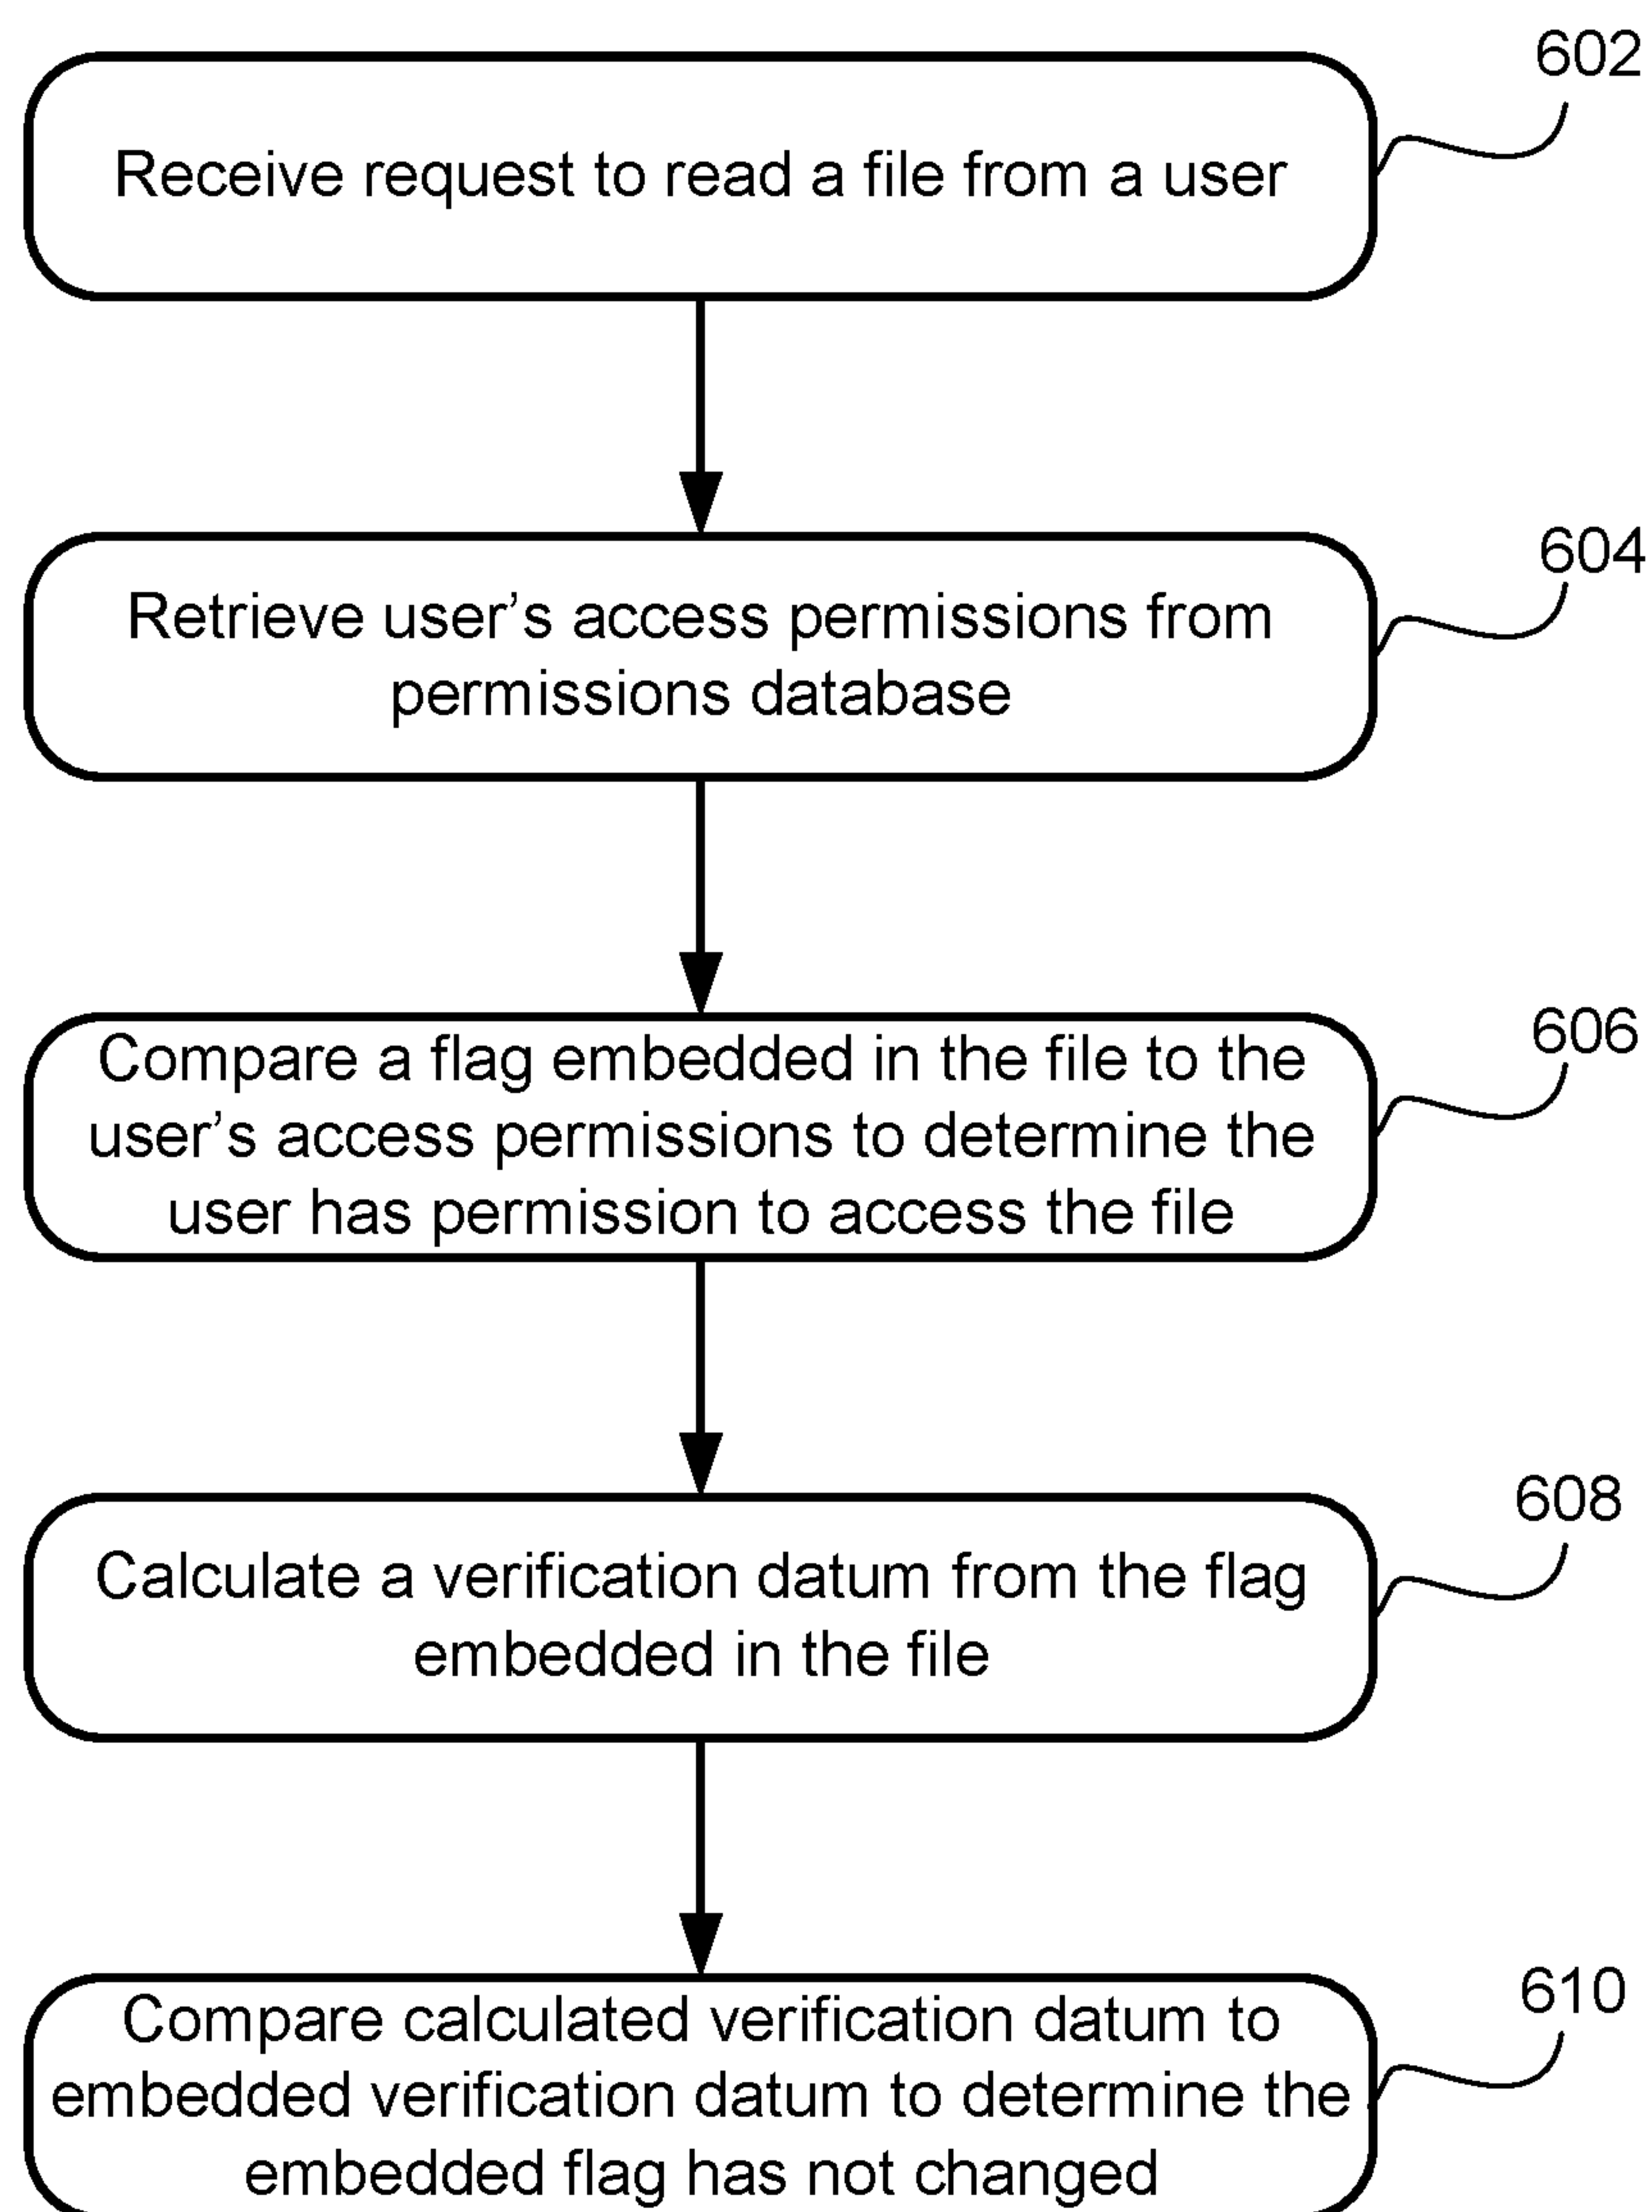 602
Receive request to read a file from a user
604
Retrieve user’s access permissions from
permissions database
606
Compare a flag embedded in the file to the
user’s access permissions to determine the
user has permission to access the file
608
Calculate a verification datum from the flag
embedded in the file
610
Compare calculated verification datum to
embedded verification datum to determine the
embedded flag has not changed